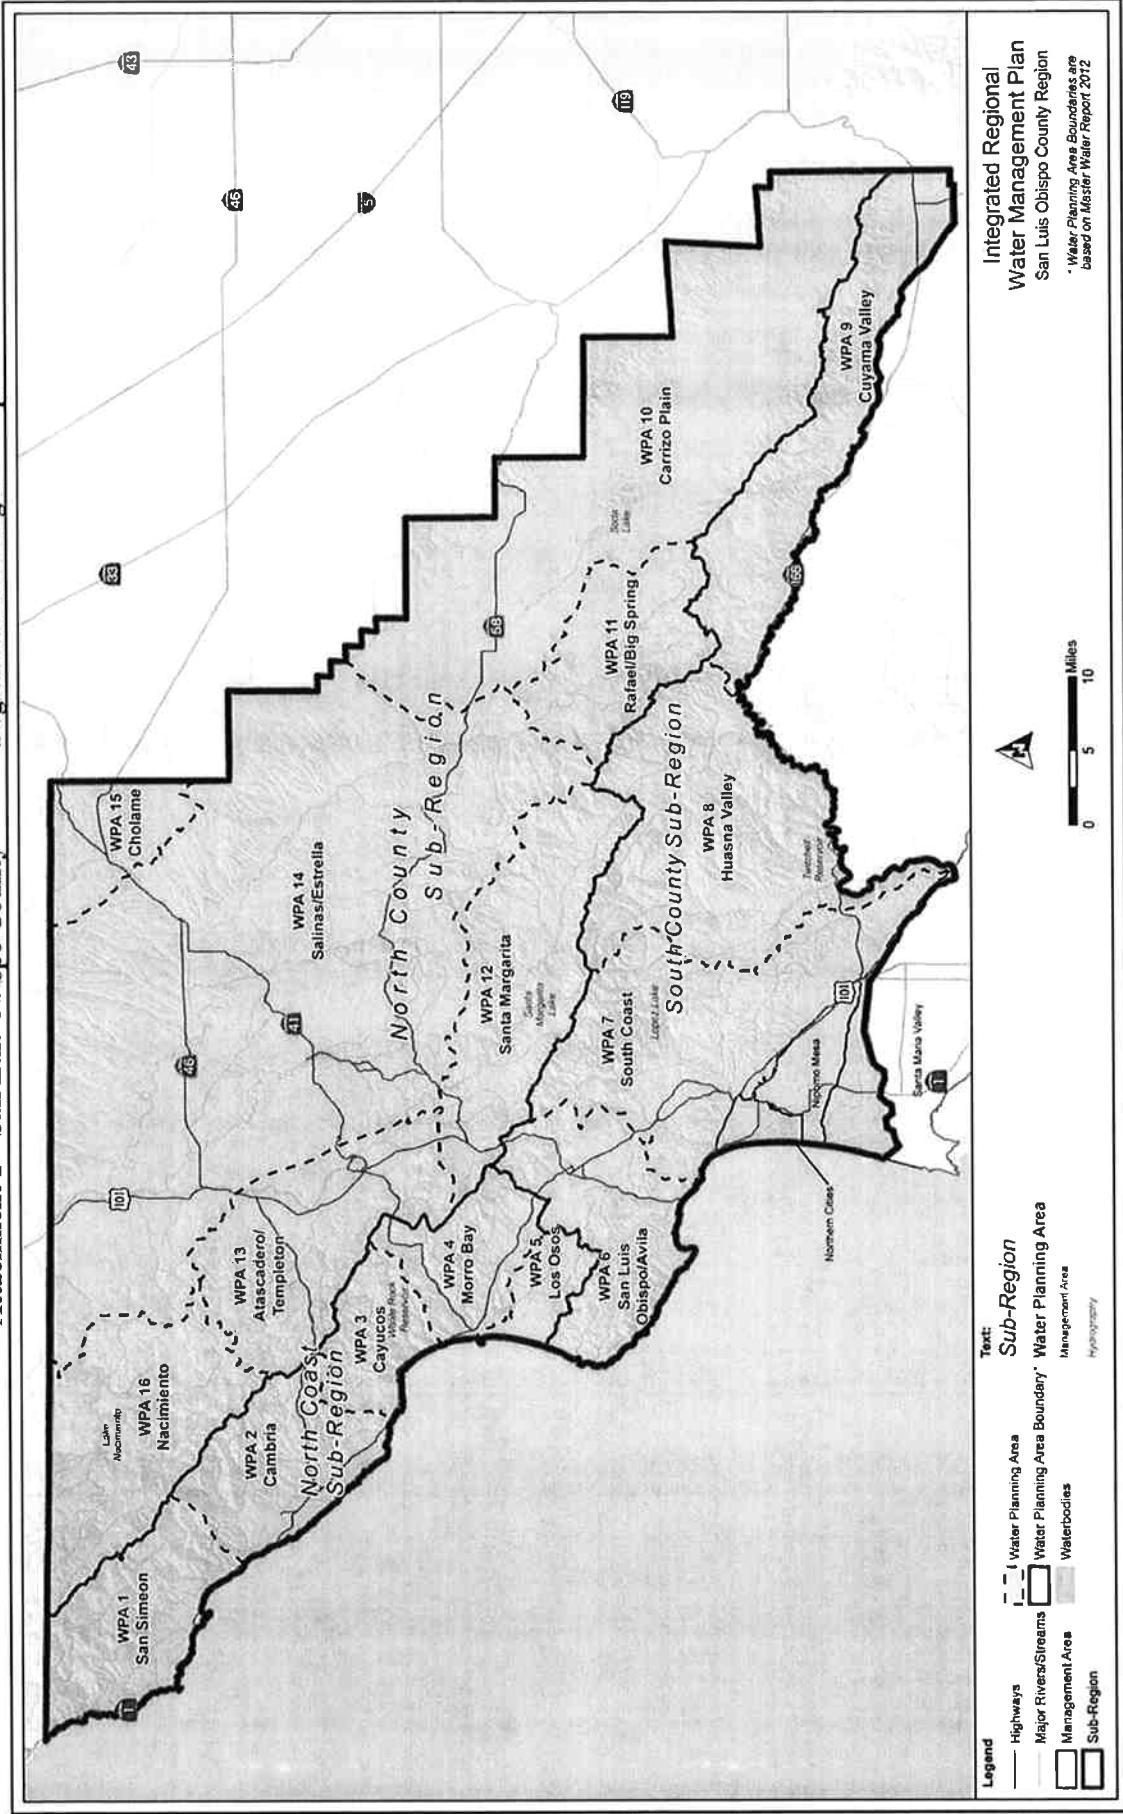 WPA 1
San Simeon
WPA 2
Cambria
North Coast
Sub-Region
WPA 3
Cayucos
Whale Rock
Reservoir
WPA 4
Morro Bay
WPA 5
Los Osos
WPA 6
San Luis
Obispo/Avila
WPA 16
Nacimiento
Lake
Nacimiento
WPA 13
Atascadero/
Templeton
WPA 14
Salinas/Estrella
WPA 15
Cholame
North County
Sub-Region
WPA 12
Santa Margarita
Santa
Margarita
Lake
WPA 11
Rafael/Big Spring
WPA 10
Carrizo Plain
Soda
Lake
WPA 9
Cuyama Valley
WPA 7
South Coast
Lopez Lake
South County Sub-Region
WPA 8
Huasna Valley
Twitchell
Reservoir
Nipomo Mesa
Northern Cities
Santa Maria Valley
1
101
46
41
58
33
5
46
43
119
166
101
1
N
0 5 10 Miles
Legend
Highways
Major Rivers/Streams
Management Area
Sub-Region
Water Planning Area
Water Planning Area Boundary*
Waterbodies
Text:
Sub-Region
Water Planning Area
Management Area
Hydrography
Integrated Regional
Water Management Plan
San Luis Obispo County Region
* Water Planning Area Boundaries are
based on Master Water Report 2012